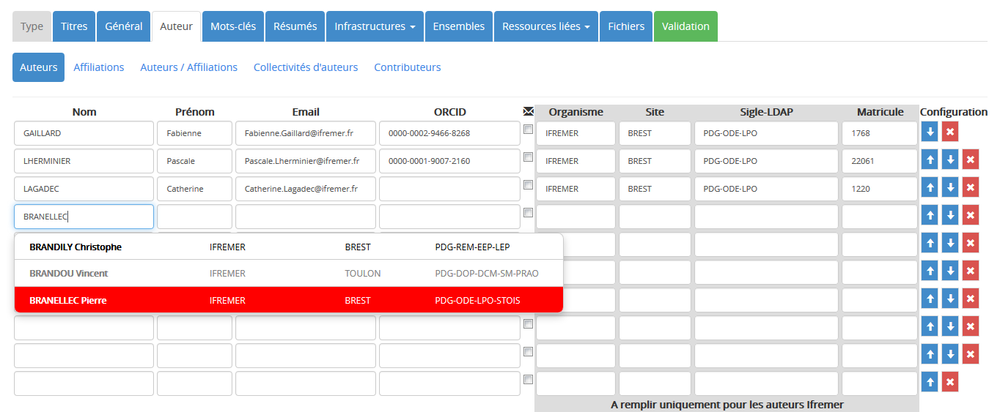 Type Titres Général Auteur Mots-clés Résumés Infrastructures Ensembles Ressources liées Fichiers Validation
Auteurs Affiliations Auteurs / Affiliations Collectivités d'auteurs Contributeurs
Nom Prénom Email ORCID Organisme Site Sigle-LDAP Matricule Configuration
GAILLARD Fabienne Fabienne.Gaillard@ifremer.fr 0000-0002-9466-8268 IFREMER BREST PDG-ODE-LPO 1768
LHERMINIER Pascale Pascale.Lherminier@ifremer.fr 0000-0001-9007-2160 IFREMER BREST PDG-ODE-LPO 22061
LAGADEC Catherine Catherine.Lagadec@ifremer.fr IFREMER BREST PDG-ODE-LPO 1220
BRANELLEC
BRANDILY Christophe IFREMER BREST PDG-REM-EEP-LEP
BRANDOU Vincent IFREMER TOULON PDG-DOP-DCM-SM-PRAO
BRANELLEC Pierre IFREMER BREST PDG-ODE-LPO-STOIS
A remplir uniquement pour les auteurs Ifremer